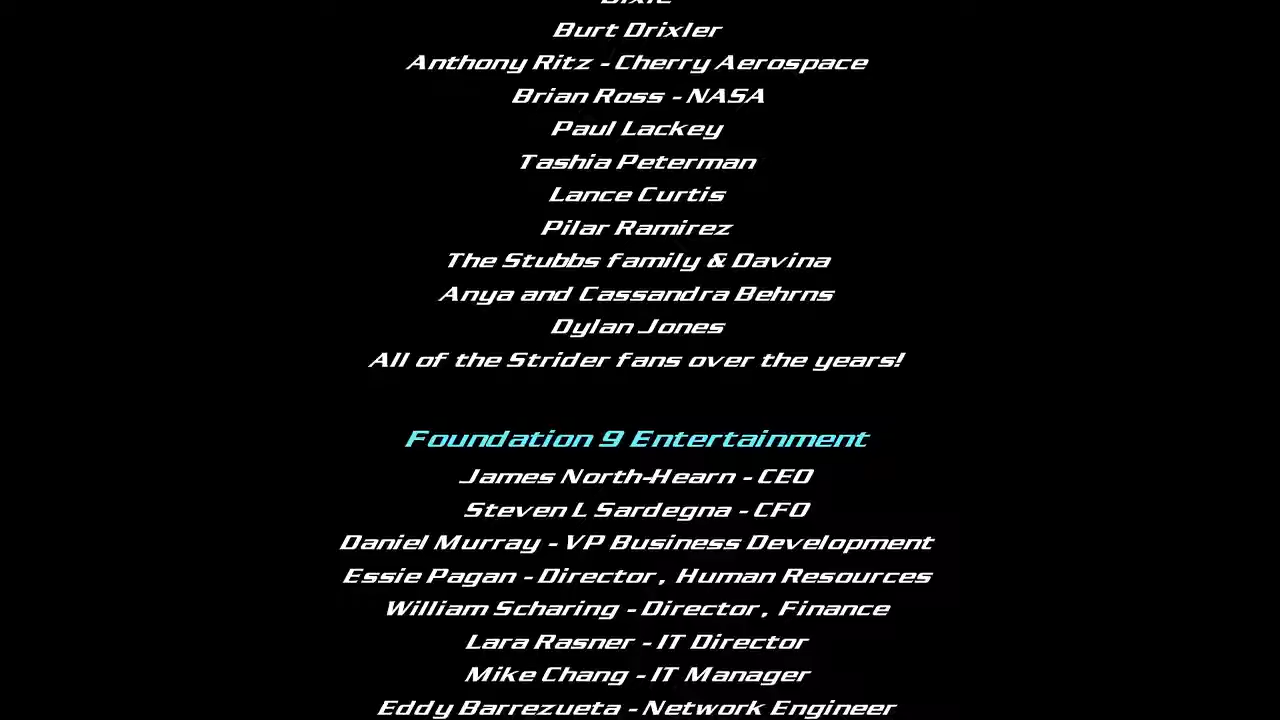 Dixie
Burt Drixler
Anthony Ritz - Cherry Aerospace
Brian Ross - NASA
Paul Lackey
Tashia Peterman
Lance Curtis
Pilar Ramirez
The Stubbs family & Davina
Anya and Cassandra Behrns
Dylan Jones
All of the Strider fans over the years!
Foundation 9 Entertainment
James North-Hearn - CEO
Steven L Sardegna - CFO
Daniel Murray - VP Business Development
Essie Pagan - Director, Human Resources
William Scharing - Director, Finance
Lara Rasner - IT Director
Mike Chang - IT Manager
Eddy Barrezueta - Network Engineer